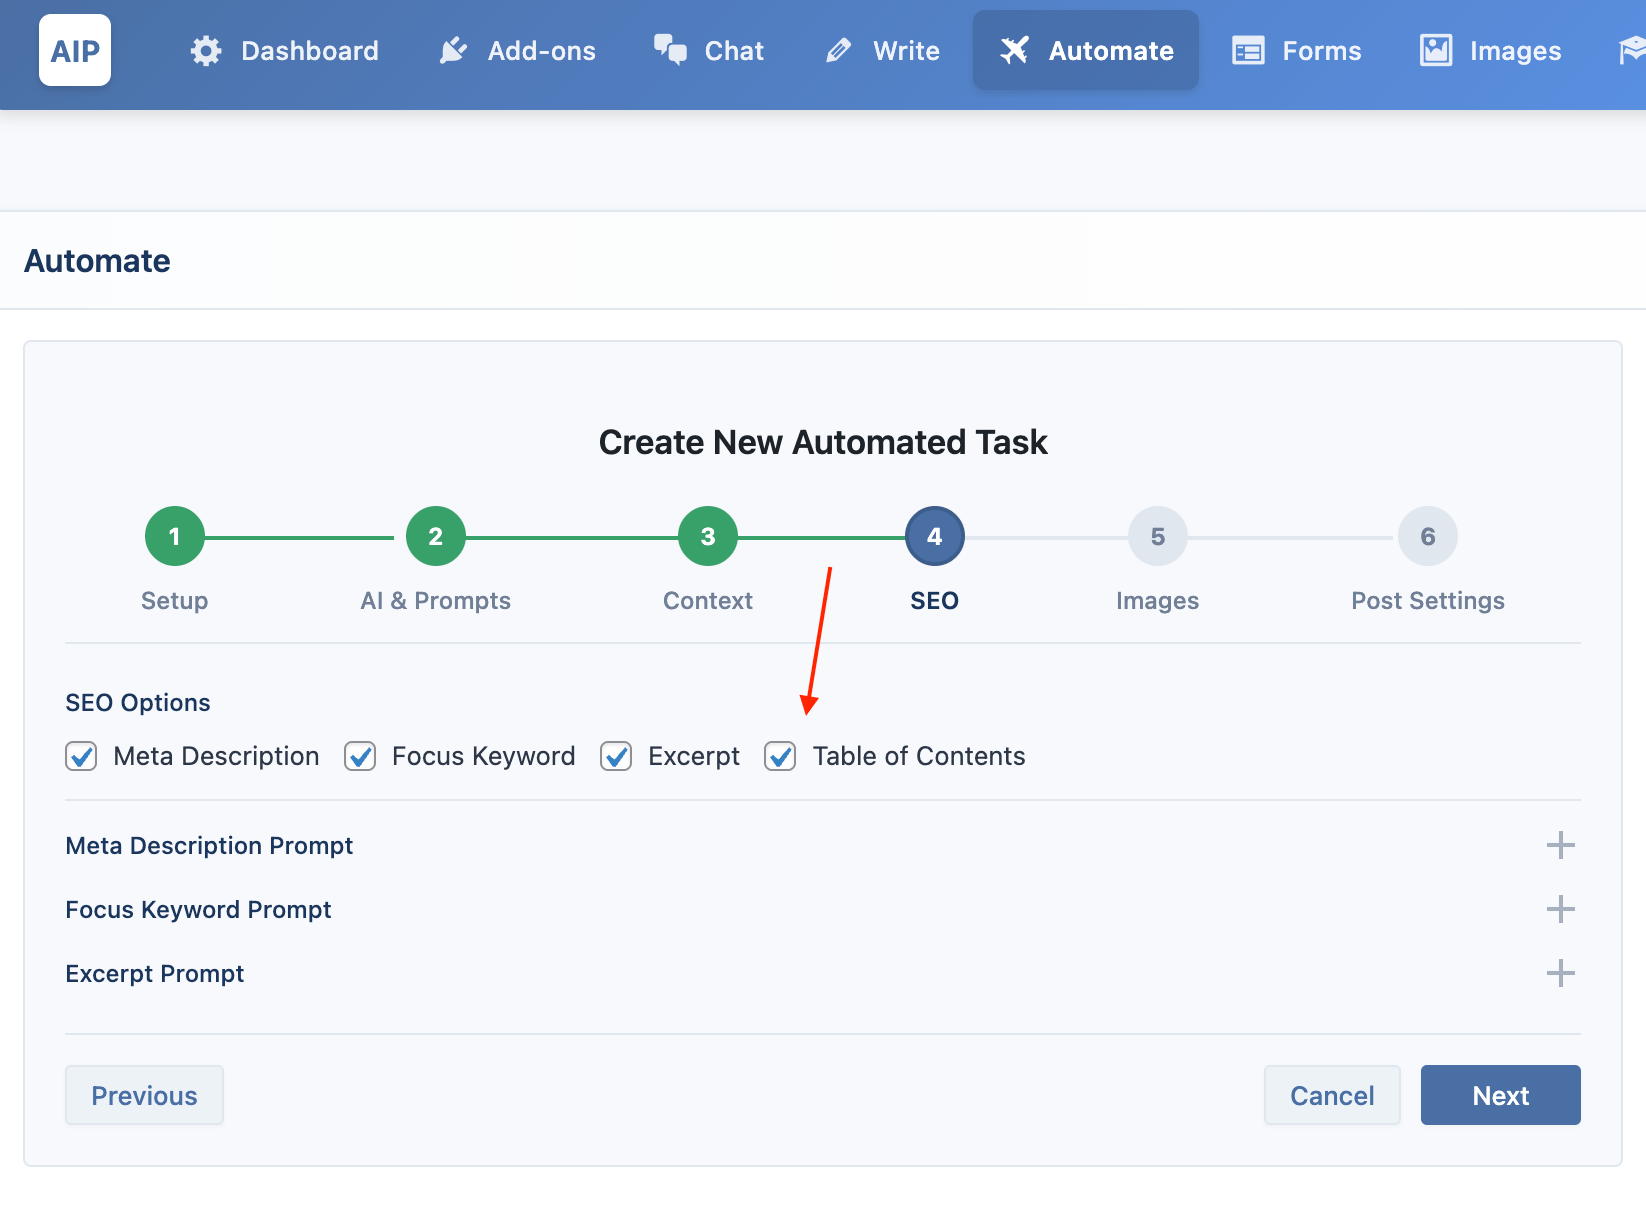 AIP Dashboard Add-ons Chat Write Automate Forms Images
Automate
Create New Automated Task
1 2 3 4 5 6
Setup AI & Prompts Context SEO Images Post Settings
SEO Options
Meta Description Focus Keyword Excerpt Table of Contents
Meta Description Prompt
Focus Keyword Prompt
Excerpt Prompt
Previous Cancel Next